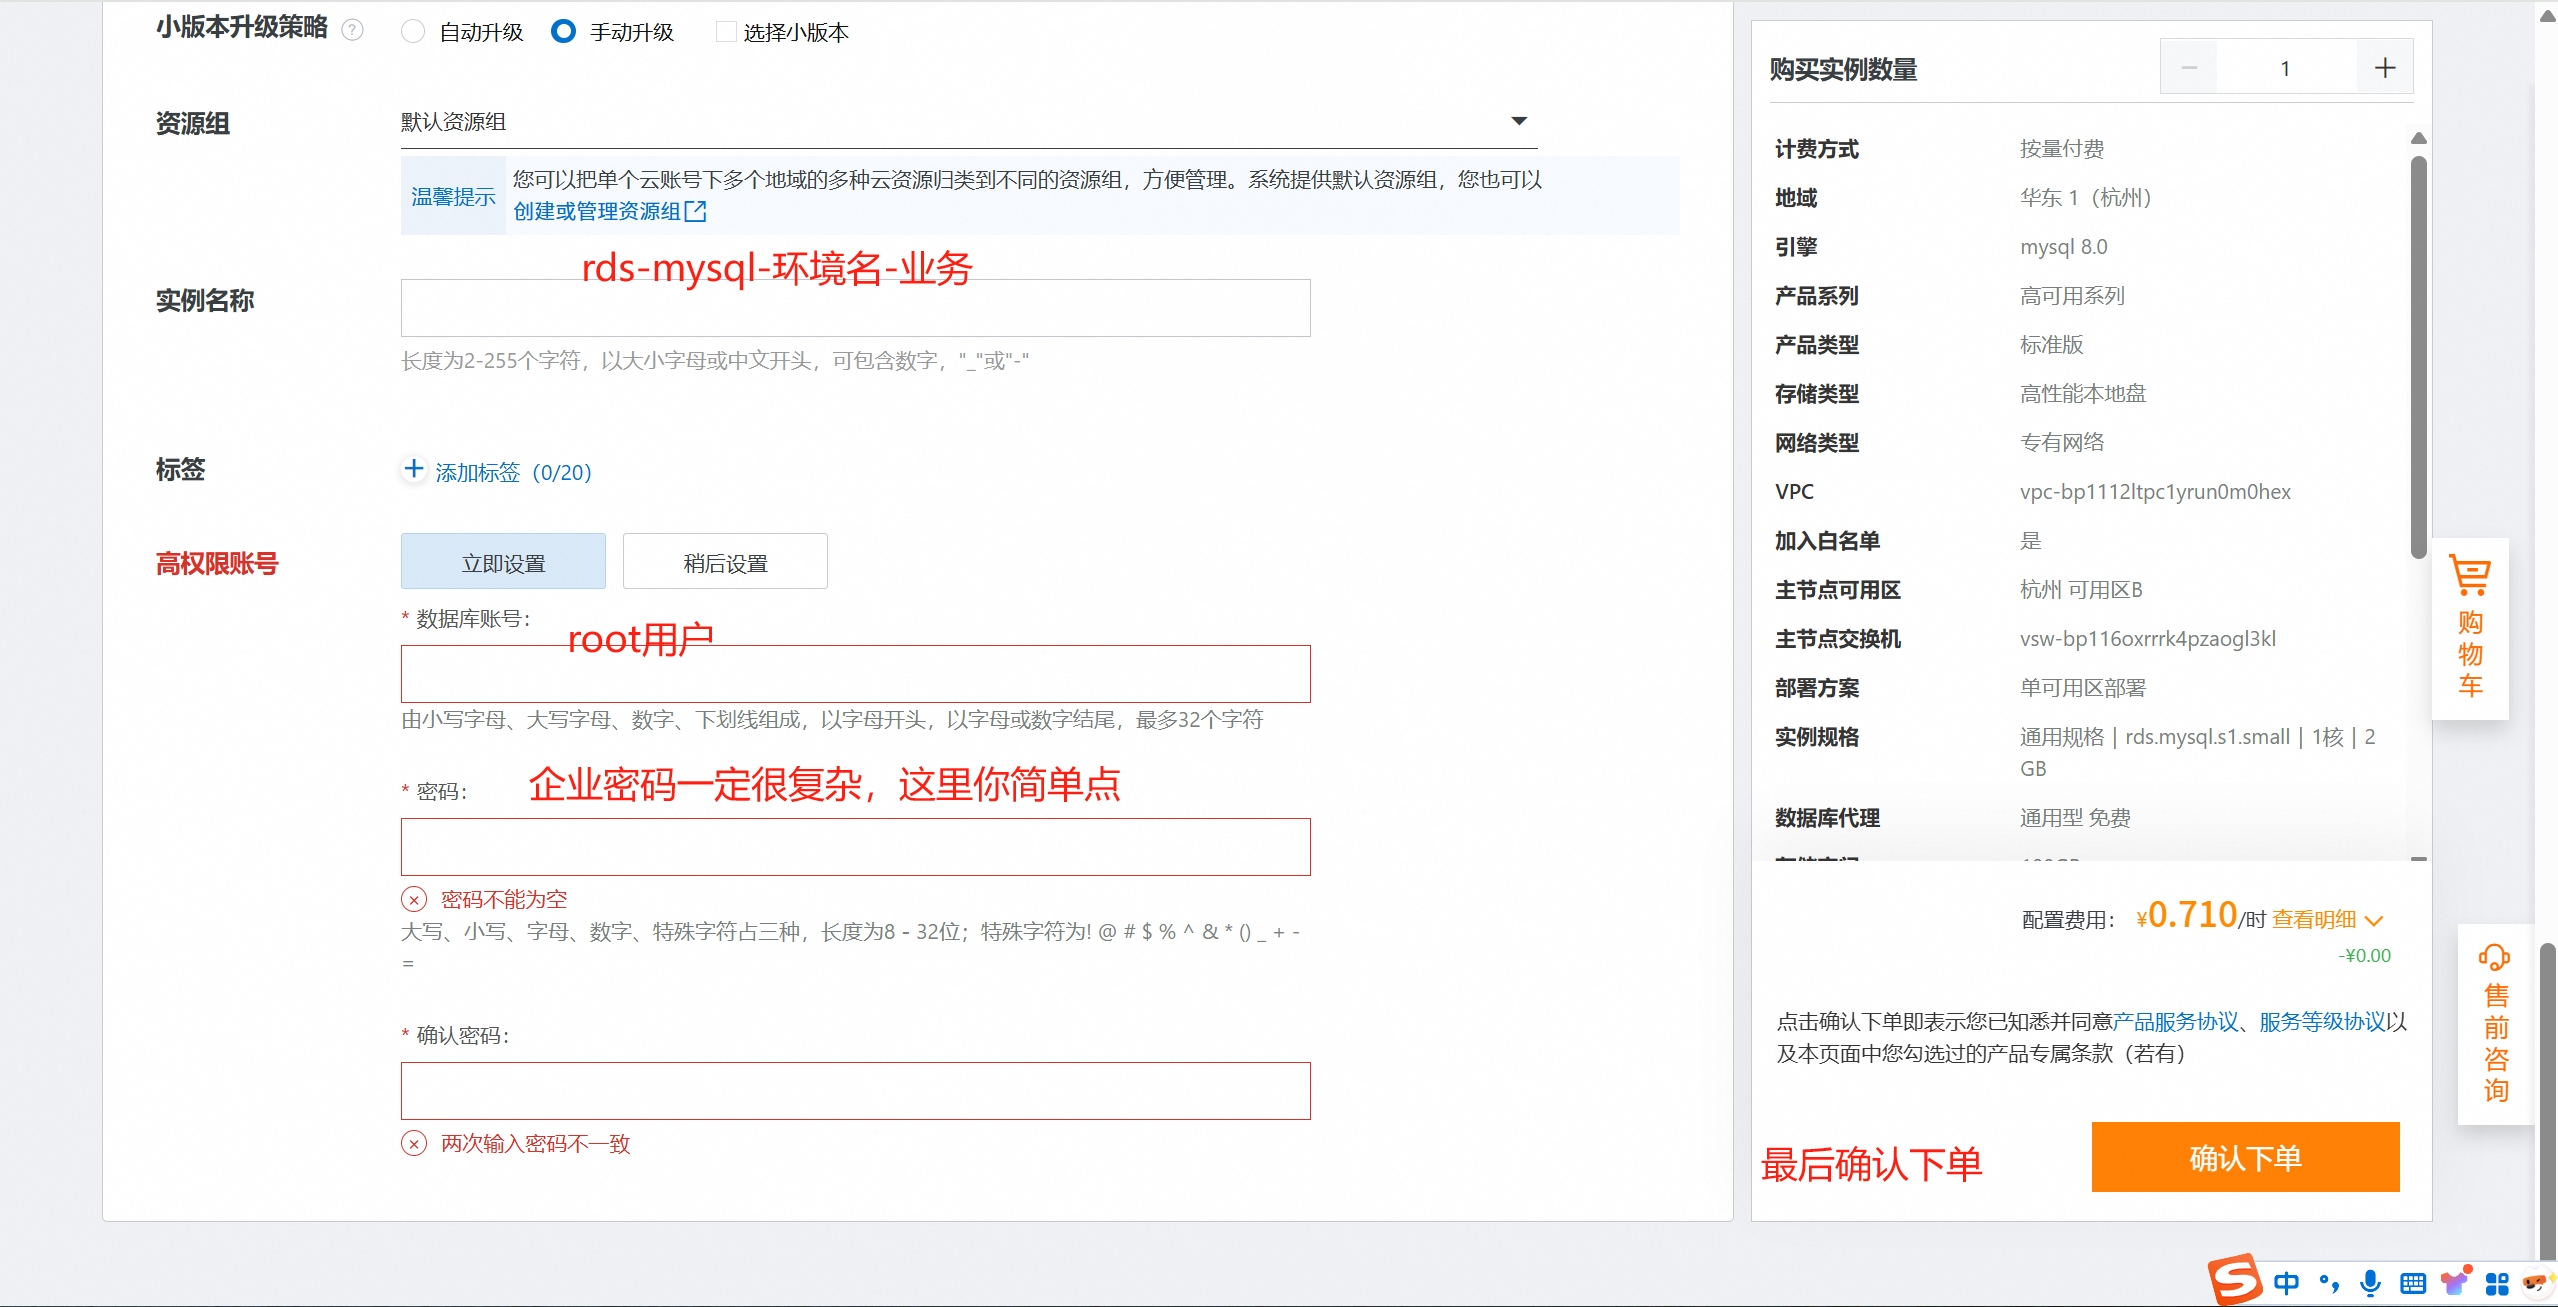 小版本升级策略 ? 自动升级 手动升级 选择小版本
资源组 默认资源组
温馨提示 您可以把单个云账号下多个地域的多种云资源归类到不同的资源组，方便管理。系统提供默认资源组，您也可以
创建或管理资源组
rds-mysql-环境名-业务
实例名称
长度为2-255个字符，以大小字母或中文开头，可包含数字，"_"或"-"
标签 添加标签（0/20）
高权限账号 立即设置 稍后设置
* 数据库账号：
root用户
由小写字母、大写字母、数字、下划线组成，以字母开头，以字母或数字结尾，最多32个字符
* 密码：
企业密码一定很复杂，这里你简单点
密码不能为空
大写、小写、字母、数字、特殊字符占三种，长度为8 - 32位；特殊字符为! @ # $ % ^ & * () _ + -
=
* 确认密码：
两次输入密码不一致
购买实例数量 1
计费方式 按量付费
地域 华东 1（杭州）
引擎 mysql 8.0
产品系列 高可用系列
产品类型 标准版
存储类型 高性能本地盘
网络类型 专有网络
VPC vpc-bp1112ltpc1yrun0m0hex
加入白名单 是
主节点可用区 杭州 可用区B
主节点交换机 vsw-bp116oxrrrk4pzaogl3kl
部署方案 单可用区部署
实例规格 通用规格 | rds.mysql.s1.small | 1核 | 2
GB
数据库代理 通用型 免费
配置费用： ¥0.710/时 查看明细
-¥0.00
点击确认下单即表示您已知悉并同意产品服务协议、服务等级协议以
及本页面中您勾选过的产品专属条款（若有）
最后确认下单 确认下单
购物车
售前咨询
中